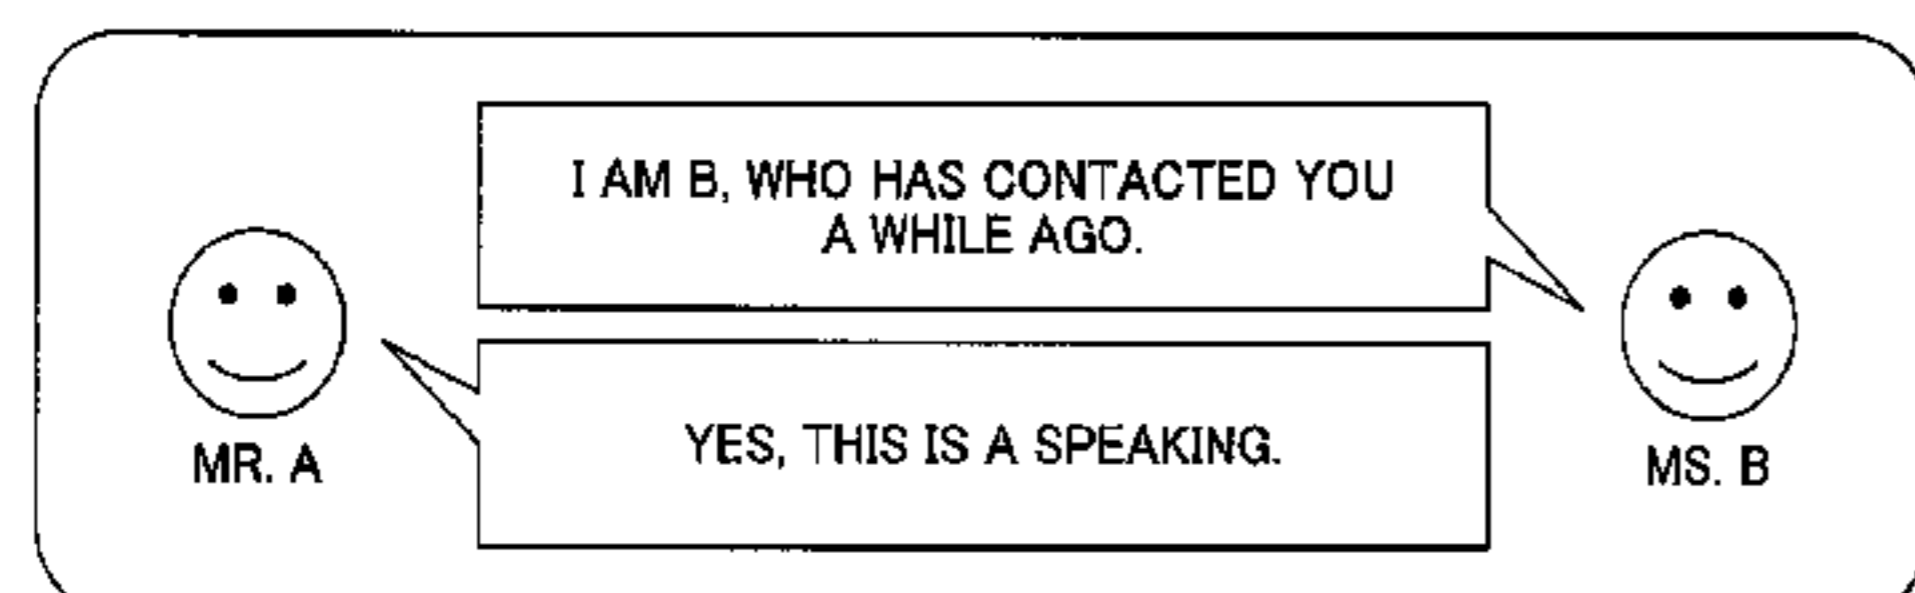 I AM B, WHO HAS CONTACTED YOU
A WHILE AGO.
YES, THIS IS A SPEAKING.
MR. A
MS. B